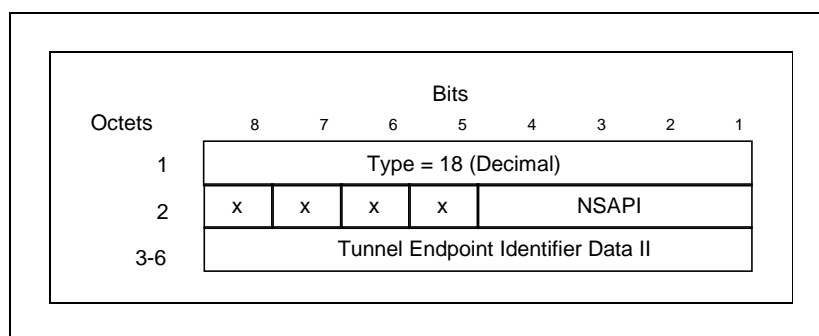 Bits
Octets 8 7 6 5 4 3 2 1
1 Type = 18 (Decimal)
2 x x x x NSAPI
3-6 Tunnel Endpoint Identifier Data II